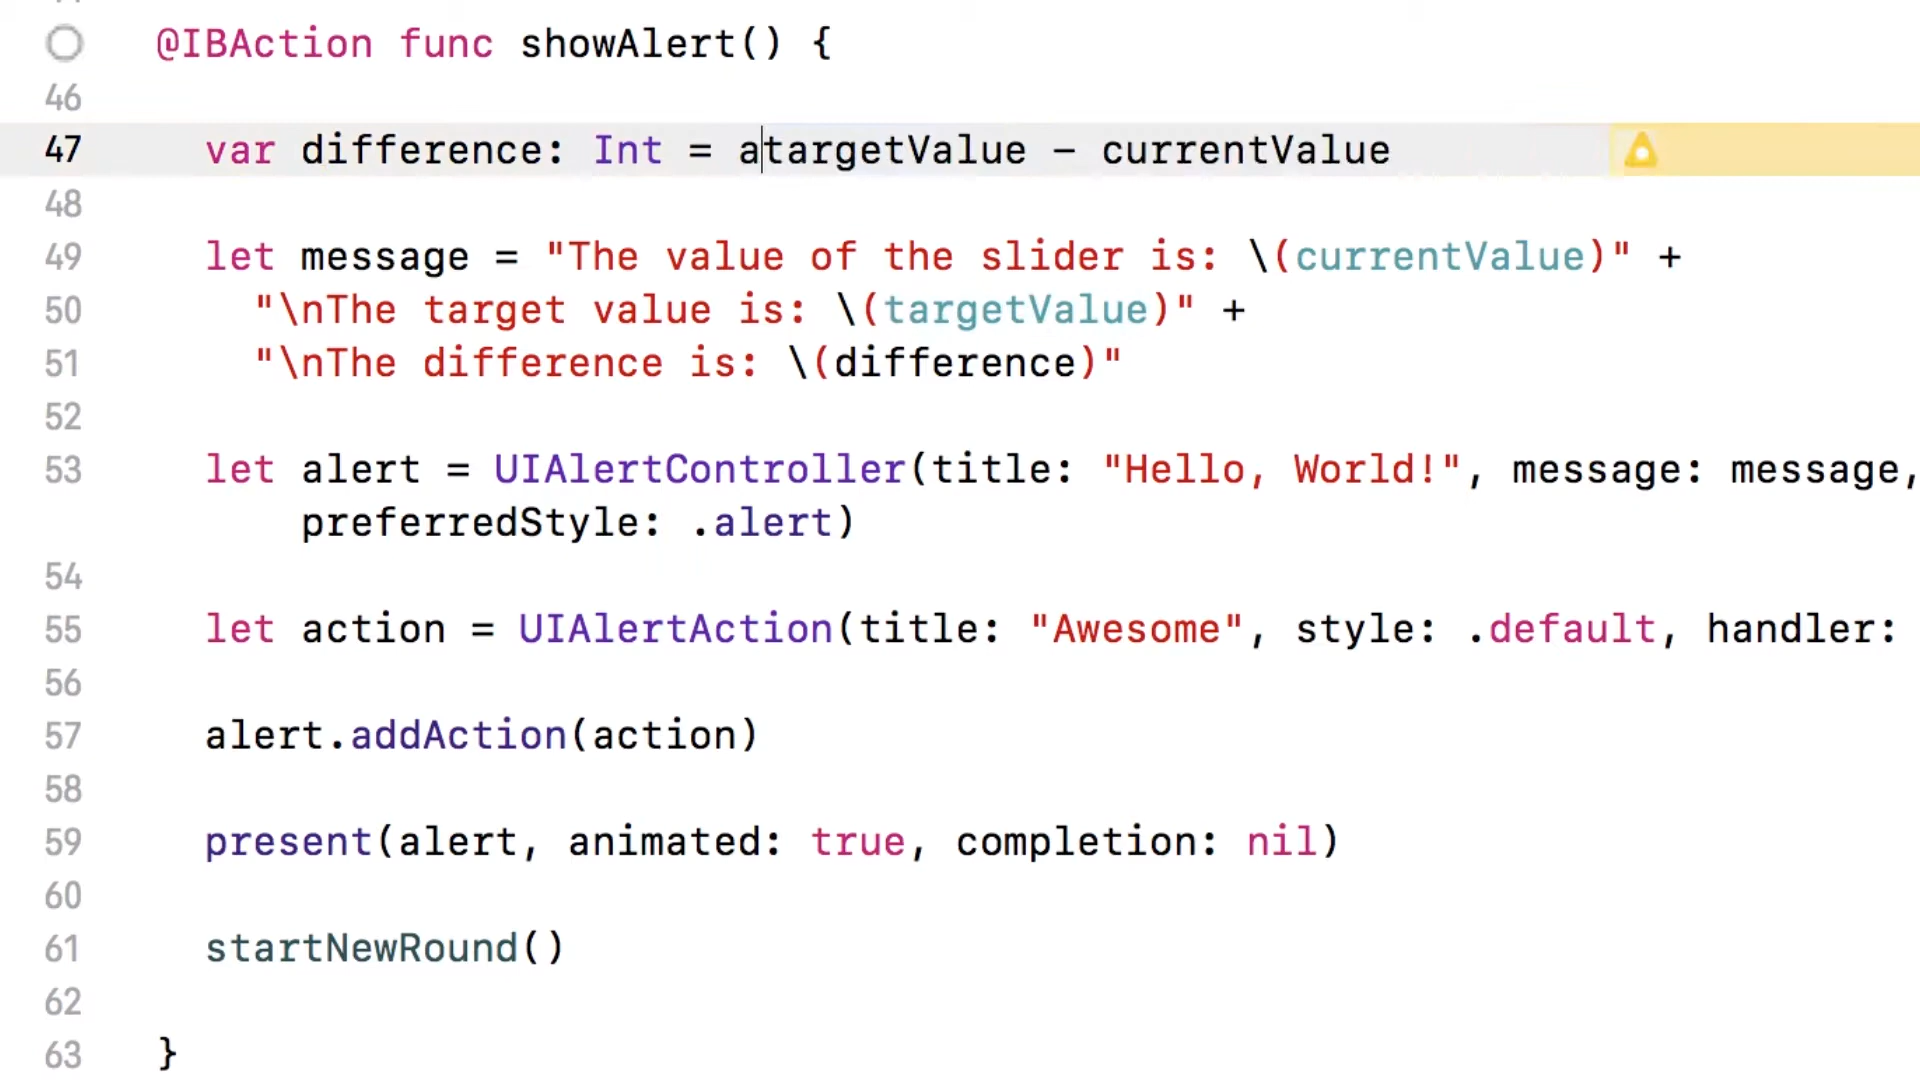 @IBAction func showAlert() {
46
47 var difference: Int = atargetValue - currentValue
48
49 let message = "The value of the slider is: \(currentValue)" +
50 "\nThe target value is: \(targetValue)" +
51 "\nThe difference is: \(difference)"
52
53 let alert = UIAlertController(title: "Hello, World!", message: message,
preferredStyle: .alert)
54
55 let action = UIAlertAction(title: "Awesome", style: .default, handler:
56
57 alert.addAction(action)
58
59 present(alert, animated: true, completion: nil)
60
61 startNewRound()
62
63 }